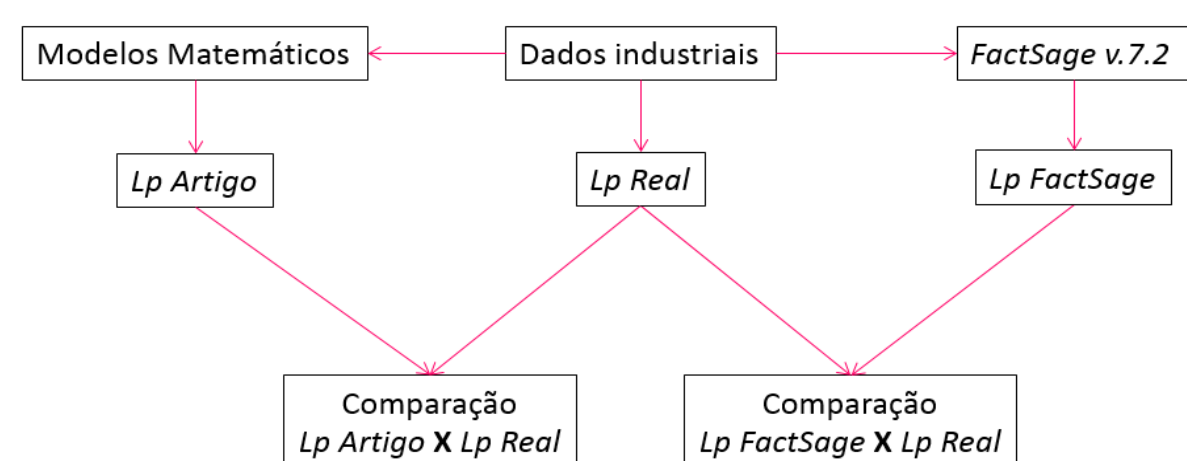 Modelos Matemáticos
Dados industriais
FactSage v.7.2
Lp Artigo
Lp Real
Lp FactSage
Comparação
Lp Artigo X Lp Real
Comparação
Lp FactSage X Lp Real